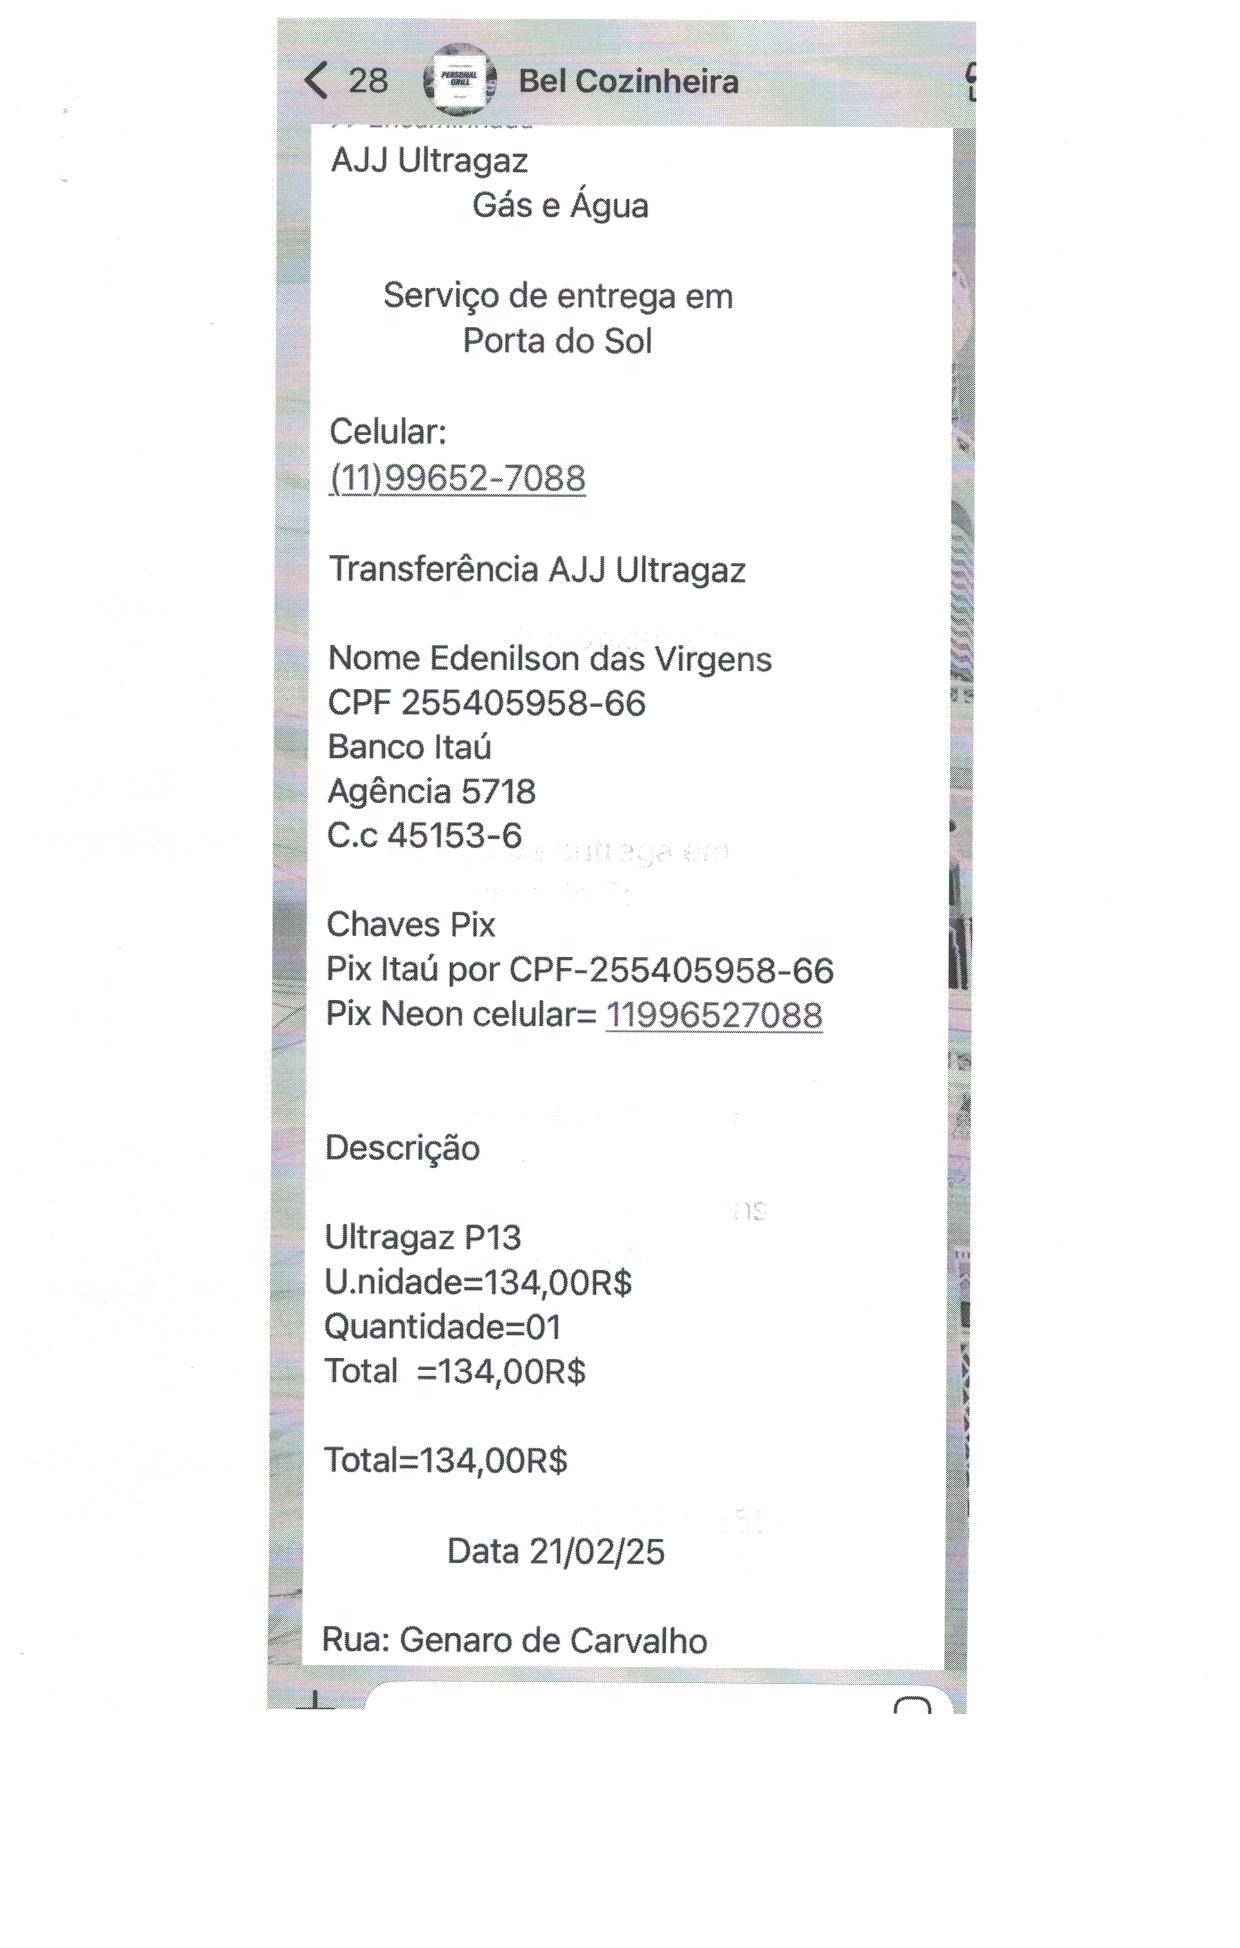 28
PERSONAL
GRILL
Bel Cozinheira
AJJ Ultragaz
Gás e Água
Serviço de entrega em
Porta do Sol
Celular:
(11)99652-7088
Transferência AJJ Ultragaz
Nome Edenilson das Virgens
CPF 255405958-66
Banco Itaú
Agência 5718
C.c 45153-6
Chaves Pix
Pix Itaú por CPF-255405958-66
Pix Neon celular= 11996527088
Descrição
Ultragaz P13
U.nidade=134,00R$
Quantidade=01
Total =134,00R$
Total=134,00R$
Data 21/02/25
Rua: Genaro de Carvalho